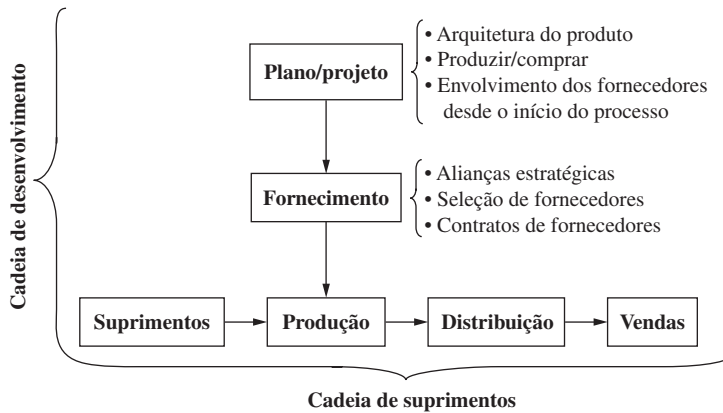 Plano/projeto
• Arquitetura do produto
• Produzir/comprar
• Envolvimento dos fornecedores
desde o início do processo
Cadeia de desenvolvimento
Fornecimento
• Alianças estratégicas
• Seleção de fornecedores
• Contratos de fornecedores
Suprimentos
Produção
Distribuição
Vendas
Cadeia de suprimentos